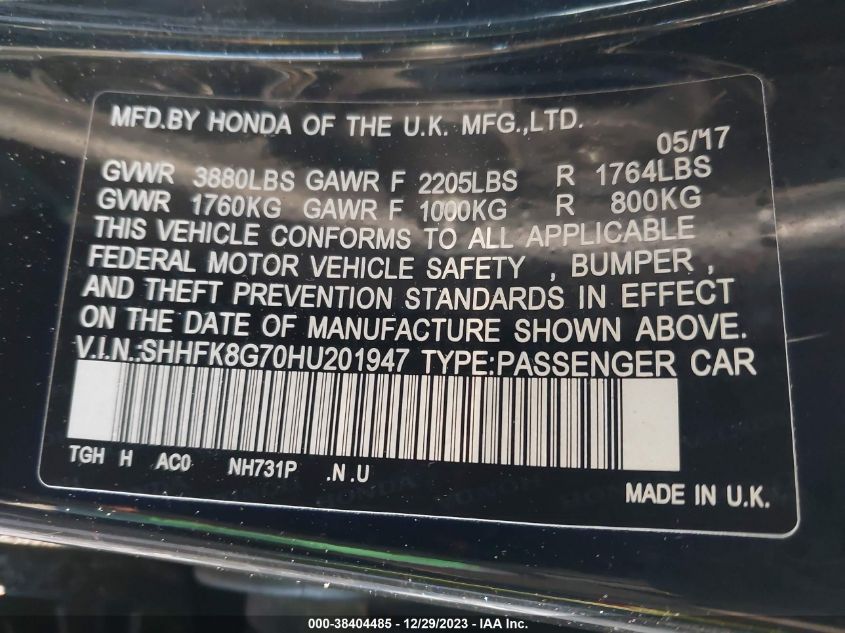 MFD.BY HONDA OF THE U.K. MFG.,LTD.
05/17
GVWR 3880LBS GAWR F 2205LBS R 1764LBS
GVWR 1760KG GAWR F 1000KG R 800KG
THIS VEHICLE CONFORMS TO ALL APPLICABLE
FEDERAL MOTOR VEHICLE SAFETY , BUMPER ,
AND THEFT PREVENTION STANDARDS IN EFFECT
ON THE DATE OF MANUFACTURE SHOWN ABOVE.
V.I.N.:SHHFK8G70HU201947 TYPE:PASSENGER CAR
TGH H AC0 NH731P .N.U
MADE IN U.K.
000-38404485 - 12/29/2023 - IAA Inc.